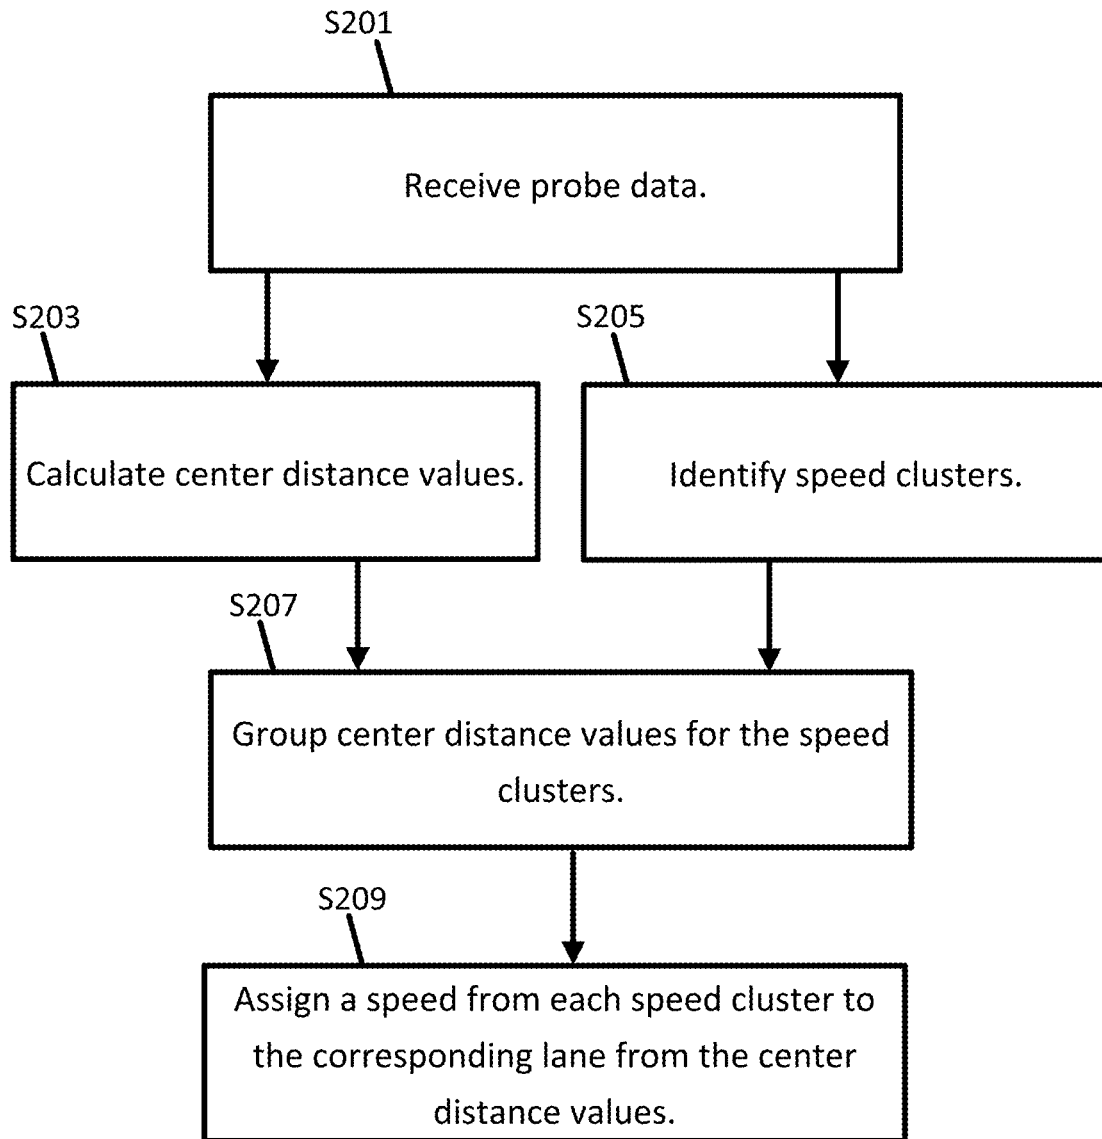 S201
Receive probe data.
S203
S205
Calculate center distance values.
Identify speed clusters.
S207
Group center distance values for the speed
clusters.
S209
Assign a speed from each speed cluster to
the corresponding lane from the center
distance values.